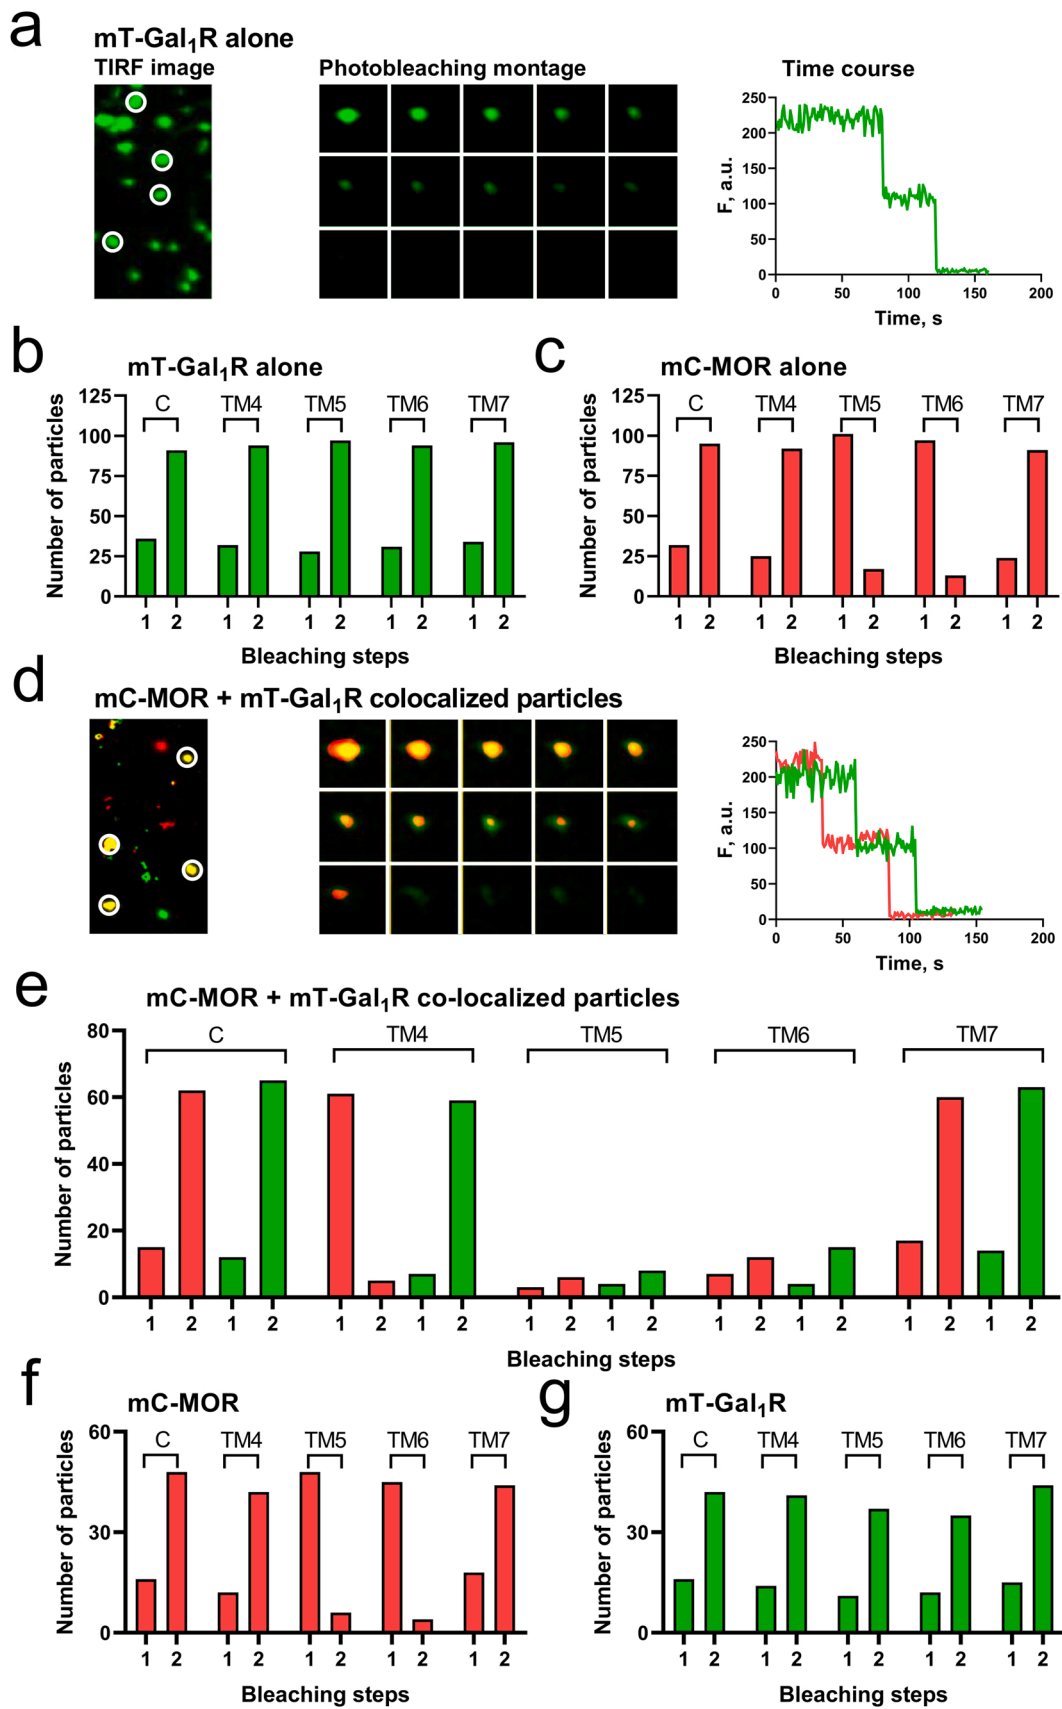 a
mT-Gal₁R alone
TIRF image
Photobleaching montage
Time course
250
200
150
100
50
0
F, a.u.
0 50 100 150 200
Time, s
b
mT-Gal₁R alone
125
100
75
50
25
0
Number of particles
C TM4 TM5 TM6 TM7
1 2 1 2 1 2 1 2 1 2
Bleaching steps
c
mC-MOR alone
125
100
75
50
25
0
Number of particles
C TM4 TM5 TM6 TM7
1 2 1 2 1 2 1 2 1 2
Bleaching steps
d
mC-MOR + mT-Gal₁R colocalized particles
250
200
150
100
50
0
F, a.u.
0 50 100 150 200
Time, s
e
mC-MOR + mT-Gal₁R co-localized particles
80
60
40
20
0
Number of particles
C TM4 TM5 TM6 TM7
1 2 1 2 1 2 1 2 1 2 1 2 1 2 1 2 1 2 1 2
Bleaching steps
f
mC-MOR
60
30
0
Number of particles
C TM4 TM5 TM6 TM7
1 2 1 2 1 2 1 2 1 2
Bleaching steps
g
mT-Gal₁R
60
30
0
Number of particles
C TM4 TM5 TM6 TM7
1 2 1 2 1 2 1 2 1 2
Bleaching steps